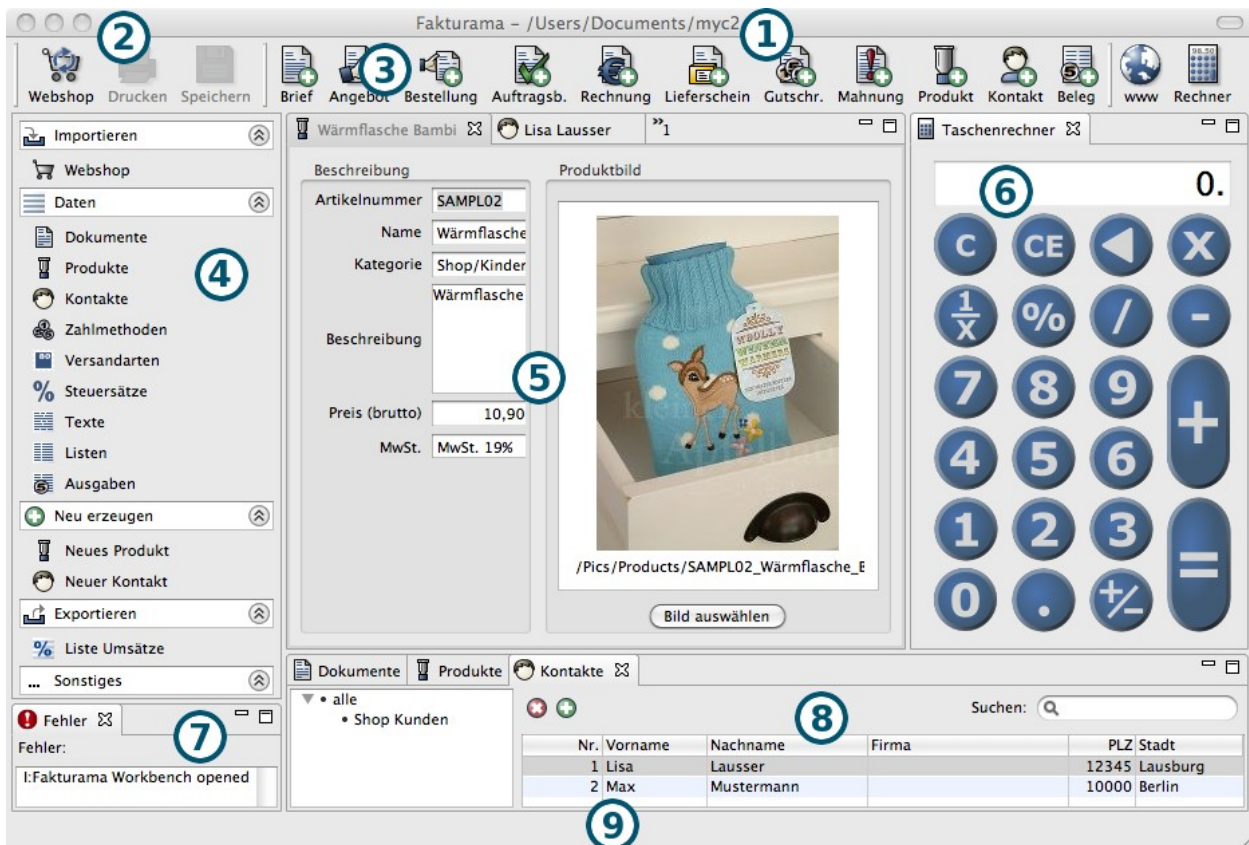 Fakturama – /Users/Documents/myc2
1
2
3
Webshop Drucken Speichern Brief Angebot Bestellung Auftragsb. Rechnung Lieferschein Gutschr. Mahnung Produkt Kontakt Beleg www Rechner
Importieren
Webshop
Daten
Dokumente
Produkte
Kontakte
Zahlmethoden
Versandarten
Steuersätze
Texte
Listen
Ausgaben
4
Neu erzeugen
Neues Produkt
Neuer Kontakt
Exportieren
Liste Umsätze
... Sonstiges
Wärmflasche Bambi Lisa Lausser »1
Beschreibung
Artikelnummer SAMPL02
Name Wärmflasche
Kategorie Shop/Kinder
Beschreibung Wärmflasche
5
Preis (brutto) 10,90
MwSt. MwSt. 19%
Produktbild
WOOLLY
WINTER
WARMERS
/Pics/Products/SAMPL02_Wärmflasche_B
Bild auswählen
Taschenrechner
6
0.
C CE X
1/x % / -
7 8 9 +
4 5 6
1 2 3 =
0 . +/-
Fehler
7
Fehler:
I:Fakturama Workbench opened
Dokumente Produkte Kontakte
alle
Shop Kunden
8
Suchen:
Nr. Vorname Nachname Firma PLZ Stadt
1 Lisa Lausser 12345 Lausburg
2 Max Mustermann 10000 Berlin
9